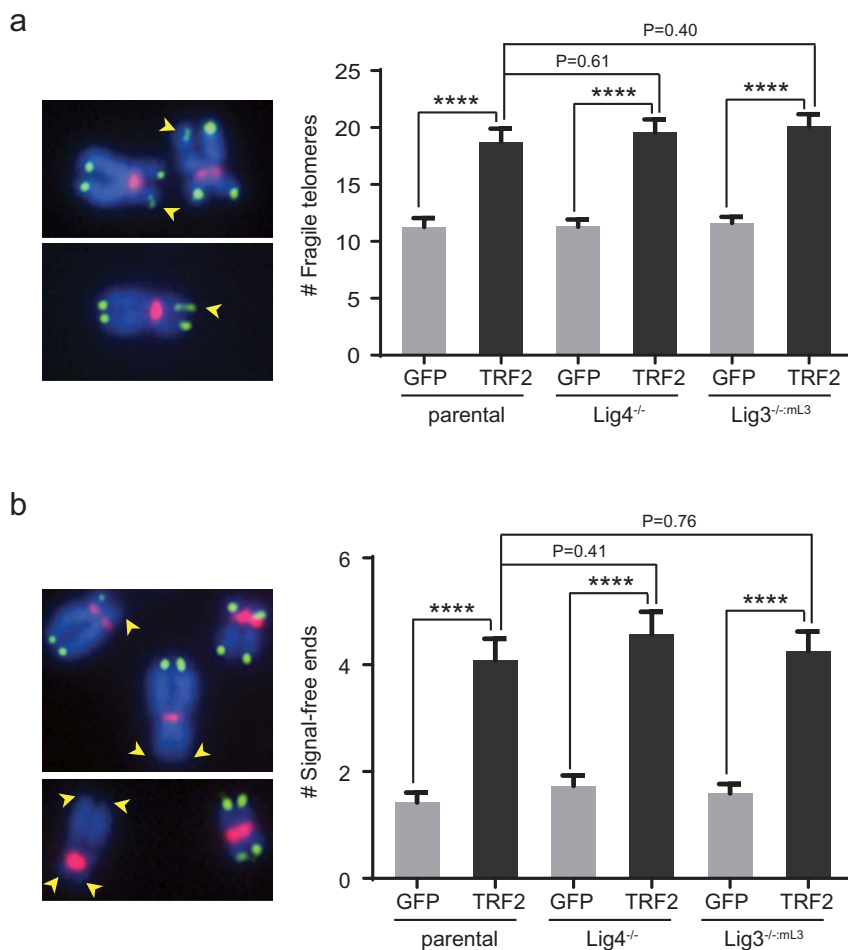 a
P=0.40
P=0.61
**** **** ****
# Fragile telomeres
25
20
15
10
5
0
GFP TRF2 GFP TRF2 GFP TRF2
parental Lig4-/- Lig3-/-:mL3
b
P=0.76
P=0.41
**** **** ****
# Signal-free ends
6
4
2
0
GFP TRF2 GFP TRF2 GFP TRF2
parental Lig4-/- Lig3-/-:mL3